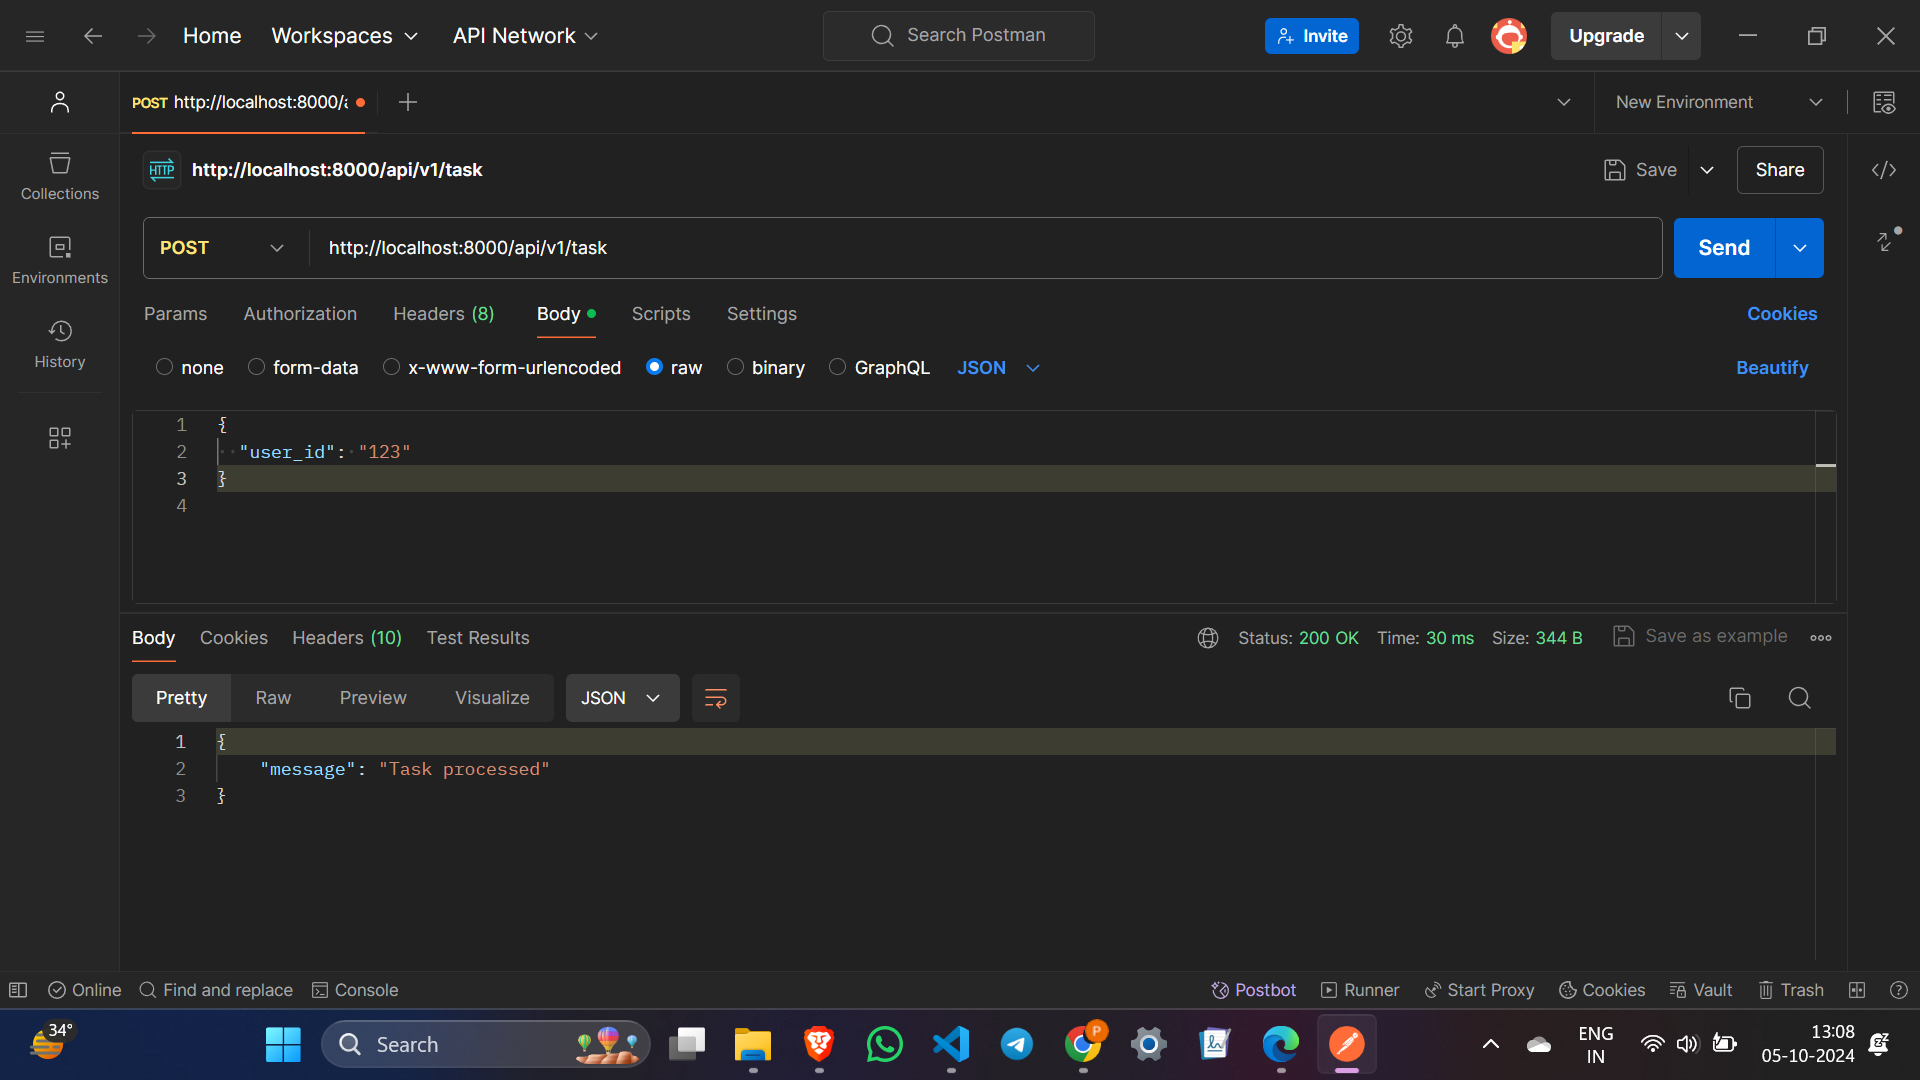 Home Workspaces API Network Search Postman Invite Upgrade
POST http://localhost:8000/a New Environment
HTTP http://localhost:8000/api/v1/task Save Share
Collections
POST http://localhost:8000/api/v1/task Send
Environments
Params Authorization Headers (8) Body Scripts Settings Cookies
History
none form-data x-www-form-urlencoded raw binary GraphQL JSON Beautify
1 {
2 "user_id": "123"
3 }
4
Body Cookies Headers (10) Test Results Status: 200 OK Time: 30 ms Size: 344 B Save as example
Pretty Raw Preview Visualize JSON
1 {
2 "message": "Task processed"
3 }
Online Find and replace Console Postbot Runner Start Proxy Cookies Vault Trash
34° Search P ENG IN 13:08
05-10-2024